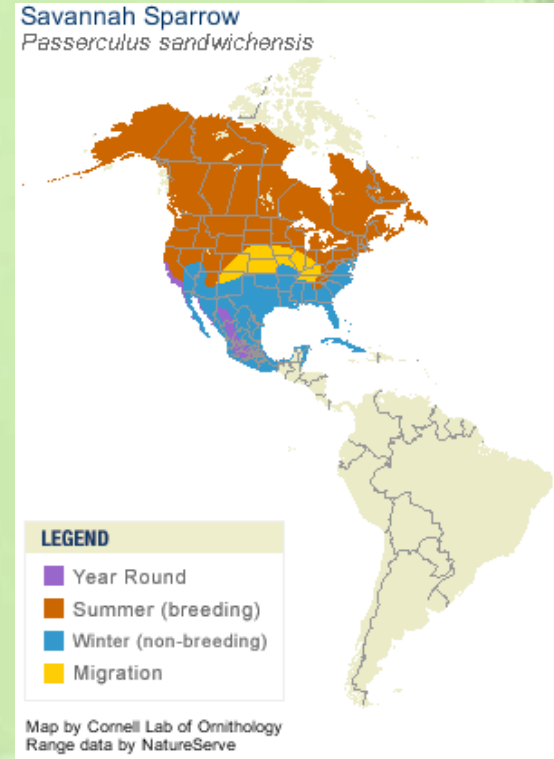 Savannah Sparrow
Passerculus sandwichensis
LEGEND
Year Round
Summer (breeding)
Winter (non-breeding)
Migration
Map by Cornell Lab of Ornithology
Range data by NatureServe